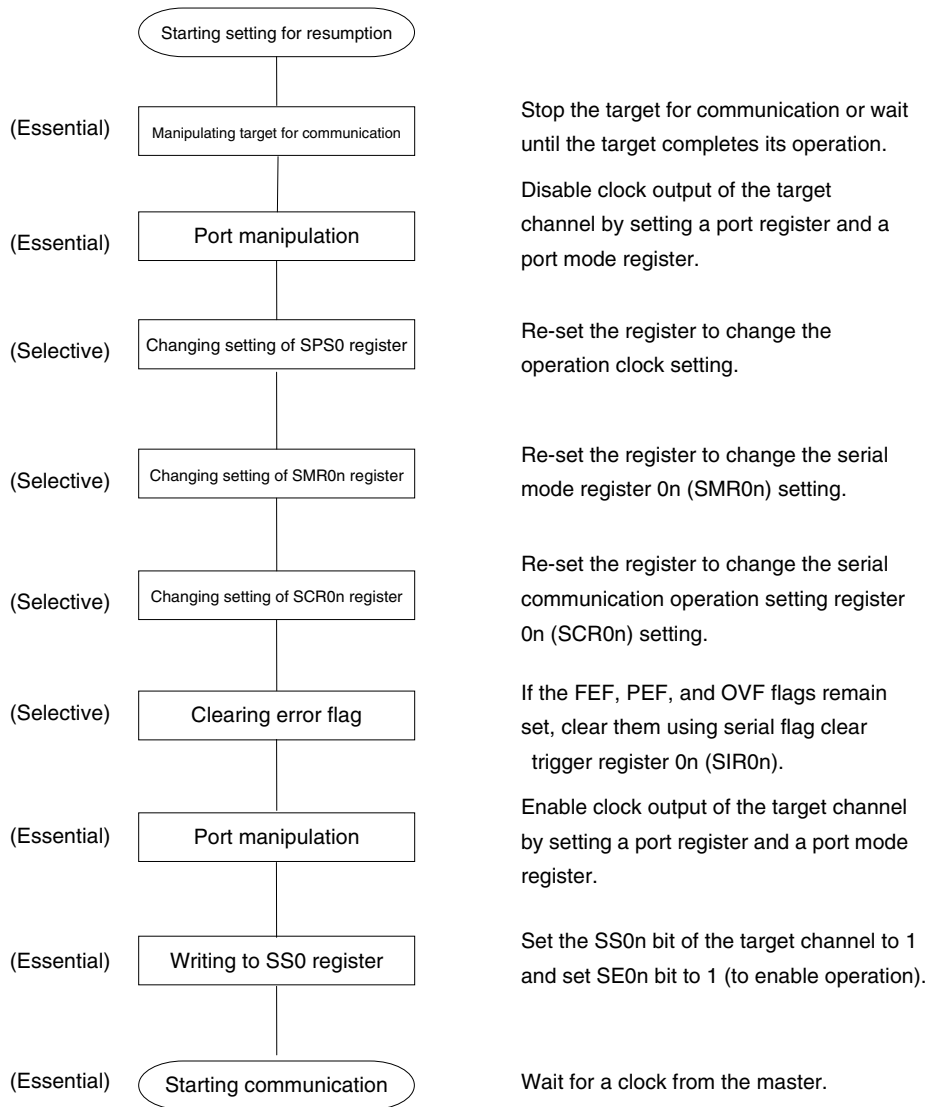 Starting setting for resumption
(Essential)
Manipulating target for communication
Stop the target for communication or wait
until the target completes its operation.
(Essential)
Port manipulation
Disable clock output of the target
channel by setting a port register and a
port mode register.
(Selective)
Changing setting of SPS0 register
Re-set the register to change the
operation clock setting.
(Selective)
Changing setting of SMR0n register
Re-set the register to change the serial
mode register 0n (SMR0n) setting.
(Selective)
Changing setting of SCR0n register
Re-set the register to change the serial
communication operation setting register
0n (SCR0n) setting.
(Selective)
Clearing error flag
If the FEF, PEF, and OVF flags remain
set, clear them using serial flag clear
trigger register 0n (SIR0n).
(Essential)
Port manipulation
Enable clock output of the target channel
by setting a port register and a port mode
register.
(Essential)
Writing to SS0 register
Set the SS0n bit of the target channel to 1
and set SE0n bit to 1 (to enable operation).
(Essential)
Starting communication
Wait for a clock from the master.